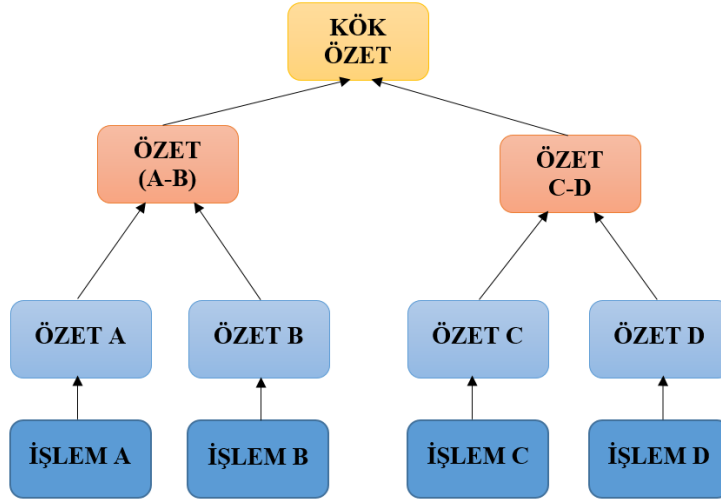 KÖK
ÖZET
ÖZET
(A-B)
ÖZET
C-D
ÖZET A
ÖZET B
ÖZET C
ÖZET D
İŞLEM A
İŞLEM B
İŞLEM C
İŞLEM D